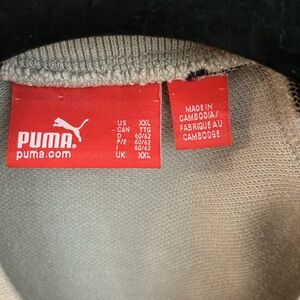 PUMA
puma.com
US XXL
CAN TTG
D 60/62
F/E 60/62
I 60/62
UK XXL
MADE IN
CAMBODIA/
FABRIQUÉ AU
CAMBODGE